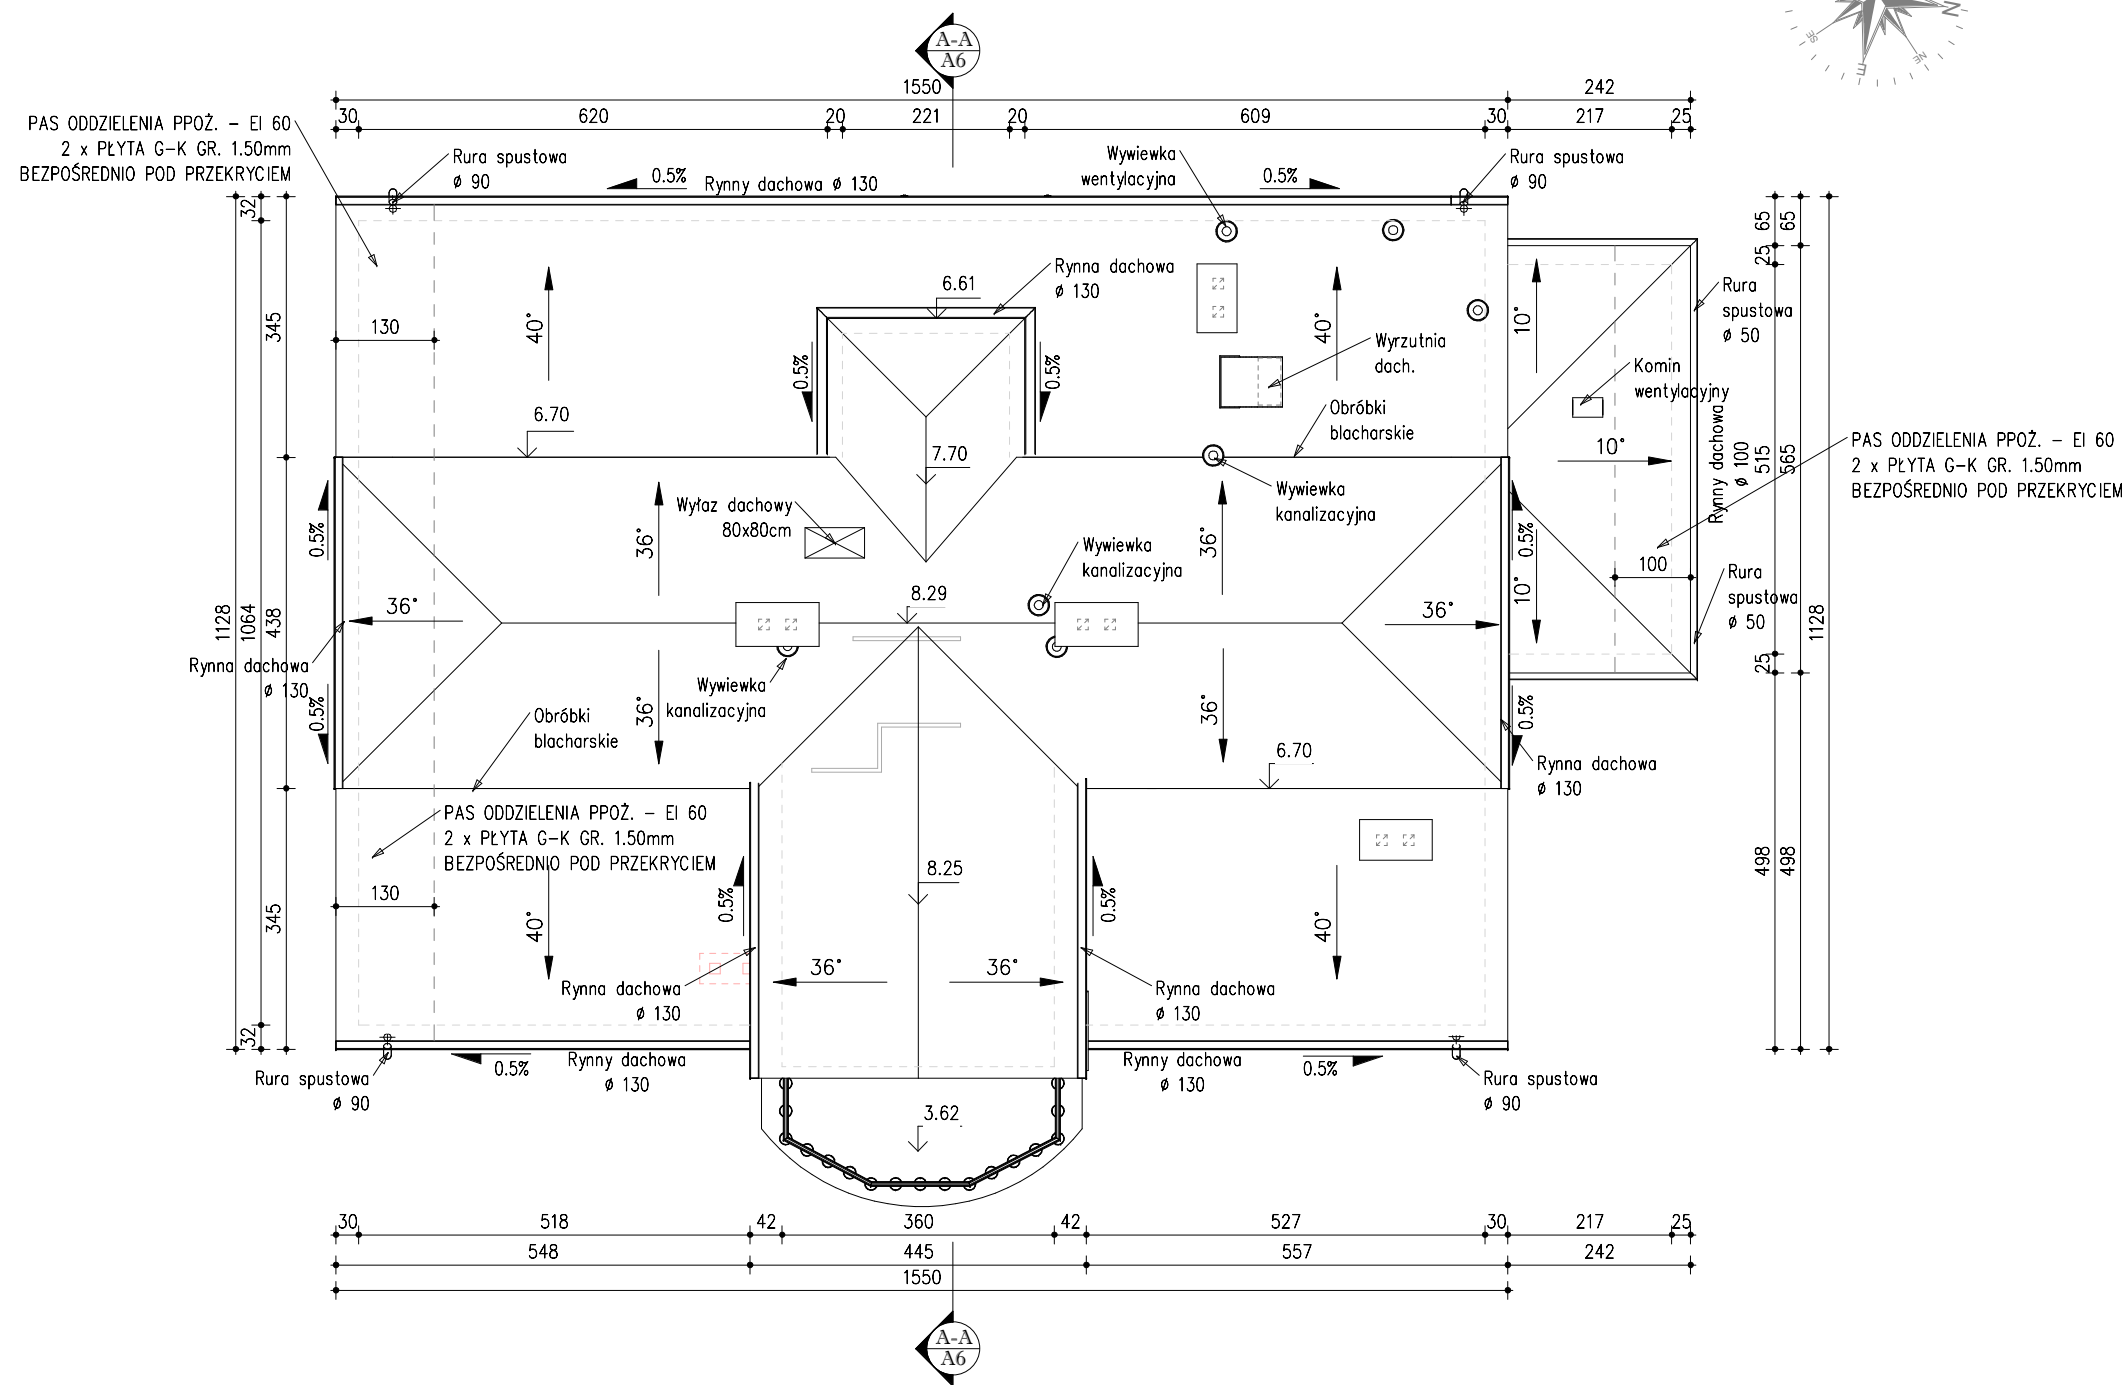 A-A
A6
N
NE
E
SE
1550
242
30
620
20
221
20
609
30
217
25
PAS ODDZIELENIA PPOŻ. - EI 60
2 x PŁYTA G-K GR. 1.50mm
BEZPOŚREDNIO POD PRZEKRYCIEM
Rura spustowa
ø 90
0.5%
Rynny dachowa ø 130
Wywiewka
wentylacyjna
0.5%
Rura spustowa
ø 90
32
345
1128
1064
438
345
32
65
65
25
515
565
25
1128
498
498
130
40°
6.61
Rynna dachowa
ø 130
0.5%
0.5%
40°
Wyrzutnia
dach.
10°
Rura
spustowa
ø 50
Komin
wentylacyjny
Rynny dachowa
ø 100
6.70
7.70
Obróbki
blacharskie
10°
PAS ODDZIELENIA PPOŻ. - EI 60
2 x PŁYTA G-K GR. 1.50mm
BEZPOŚREDNIO POD PRZEKRYCIEM
0.5%
36°
Wyłaz dachowy
80x80cm
Wywiewka
kanalizacyjna
36°
0.5%
10°
100
Wywiewka
kanalizacyjna
Rura
spustowa
ø 50
36°
8.29
36°
Rynna dachowa
ø 130
0.5%
36°
Wywiewka
kanalizacyjna
36°
0.5%
Obróbki
blacharskie
6.70
Rynna dachowa
ø 130
PAS ODDZIELENIA PPOŻ. - EI 60
2 x PŁYTA G-K GR. 1.50mm
BEZPOŚREDNIO POD PRZEKRYCIEM
130
40°
0.5%
8.25
0.5%
40°
36°
36°
Rynna dachowa
ø 130
Rynna dachowa
ø 130
Rura spustowa
ø 90
0.5%
Rynny dachowa
ø 130
Rynny dachowa
ø 130
0.5%
Rura spustowa
ø 90
3.62
30
518
42
360
42
527
30
217
25
548
445
557
242
1550
A-A
A6